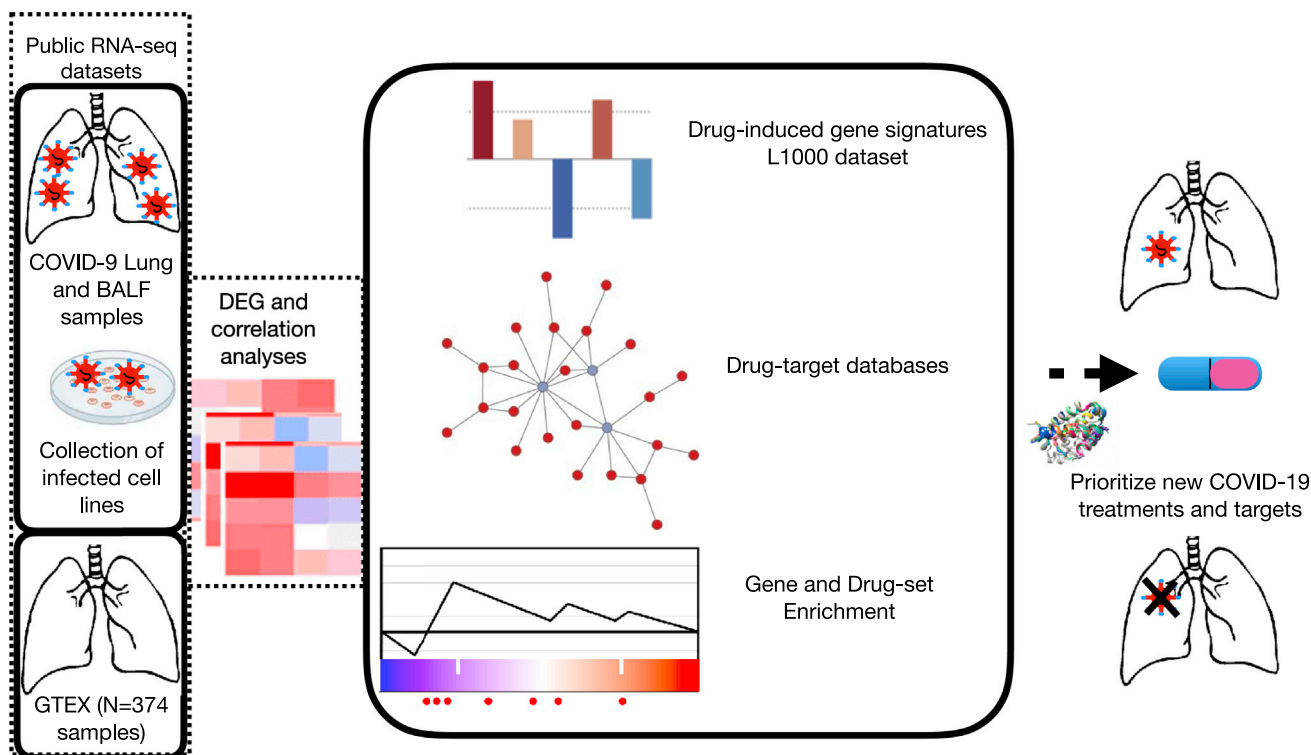 Public RNA-seq
datasets
COVID-9 Lung
and BALF
samples
Collection of
infected cell
lines
GTEX (N=374
samples)
DEG and
correlation
analyses
Drug-induced gene signatures
L1000 dataset
Drug-target databases
Gene and Drug-set
Enrichment
Prioritize new COVID-19
treatments and targets